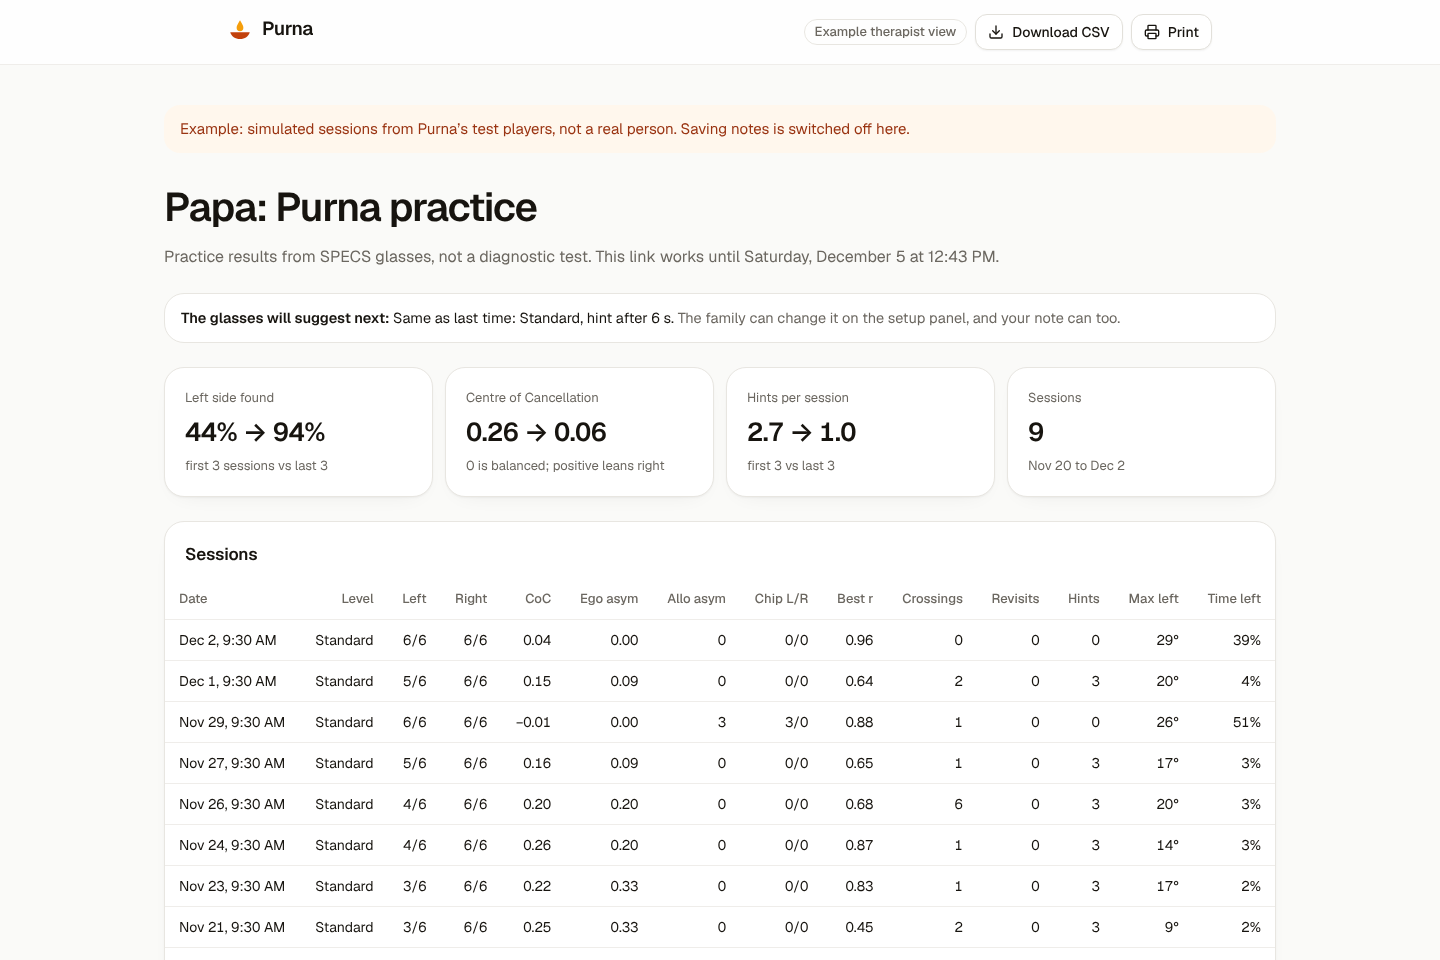 Purna
Example therapist view
Download CSV
Print
Example: simulated sessions from Purna's test players, not a real person. Saving notes is switched off here.
Papa: Purna practice
Practice results from SPECS glasses, not a diagnostic test. This link works until Saturday, December 5 at 12:43 PM.
The glasses will suggest next: Same as last time: Standard, hint after 6 s. The family can change it on the setup panel, and your note can too.
Left side found
44% → 94%
first 3 sessions vs last 3
Centre of Cancellation
0.26 → 0.06
0 is balanced; positive leans right
Hints per session
2.7 → 1.0
first 3 vs last 3
Sessions
9
Nov 20 to Dec 2
Sessions
Date Level Left Right CoC Ego asym Allo asym Chip L/R Best r Crossings Revisits Hints Max left Time left
Dec 2, 9:30 AM Standard 6/6 6/6 0.04 0.00 0 0/0 0.96 0 0 0 29° 39%
Dec 1, 9:30 AM Standard 5/6 6/6 0.15 0.09 0 0/0 0.64 2 0 3 20° 4%
Nov 29, 9:30 AM Standard 6/6 6/6 −0.01 0.00 3 3/0 0.88 1 0 0 26° 51%
Nov 27, 9:30 AM Standard 5/6 6/6 0.16 0.09 0 0/0 0.65 1 0 3 17° 3%
Nov 26, 9:30 AM Standard 4/6 6/6 0.20 0.20 0 0/0 0.68 6 0 3 20° 3%
Nov 24, 9:30 AM Standard 4/6 6/6 0.26 0.20 0 0/0 0.87 1 0 3 14° 3%
Nov 23, 9:30 AM Standard 3/6 6/6 0.22 0.33 0 0/0 0.83 1 0 3 17° 2%
Nov 21, 9:30 AM Standard 3/6 6/6 0.25 0.33 0 0/0 0.45 2 0 3 9° 2%